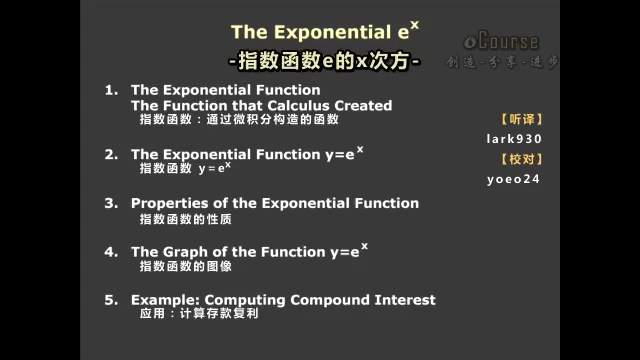 The Exponential eˣ
-指数函数e的x次方-
oCourse
创造-分享-进步
1. The Exponential Function
The Function that Calculus Created
指数函数：通过微积分构造的函数
【听译】
lark930
【校对】
yoeo24
2. The Exponential Function y=eˣ
指数函数 y=eˣ
3. Properties of the Exponential Function
指数函数的性质
4. The Graph of the Function y=eˣ
指数函数的图像
5. Example: Computing Compound Interest
应用：计算存款复利